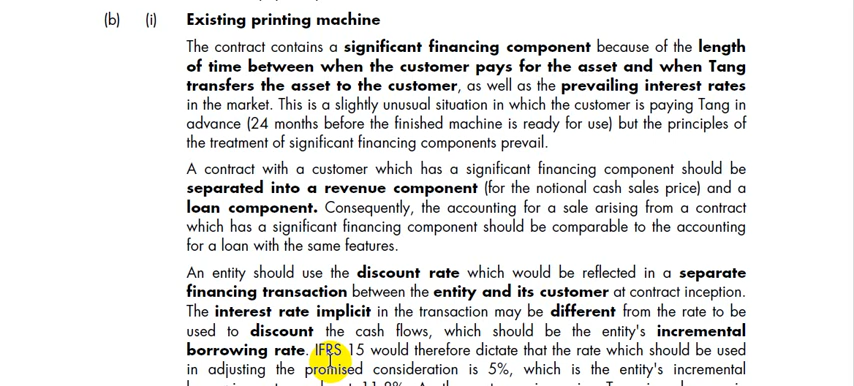 (b) (i) Existing printing machine
The contract contains a significant financing component because of the length
of time between when the customer pays for the asset and when Tang
transfers the asset to the customer, as well as the prevailing interest rates
in the market. This is a slightly unusual situation in which the customer is paying Tang in
advance (24 months before the finished machine is ready for use) but the principles of
the treatment of significant financing components prevail.
A contract with a customer which has a significant financing component should be
separated into a revenue component (for the notional cash sales price) and a
loan component. Consequently, the accounting for a sale arising from a contract
which has a significant financing component should be comparable to the accounting
for a loan with the same features.
An entity should use the discount rate which would be reflected in a separate
financing transaction between the entity and its customer at contract inception.
The interest rate implicit in the transaction may be different from the rate to be
used to discount the cash flows, which should be the entity's incremental
borrowing rate. IFRS 15 would therefore dictate that the rate which should be used
in adjusting the promised consideration is 5%, which is the entity's incremental